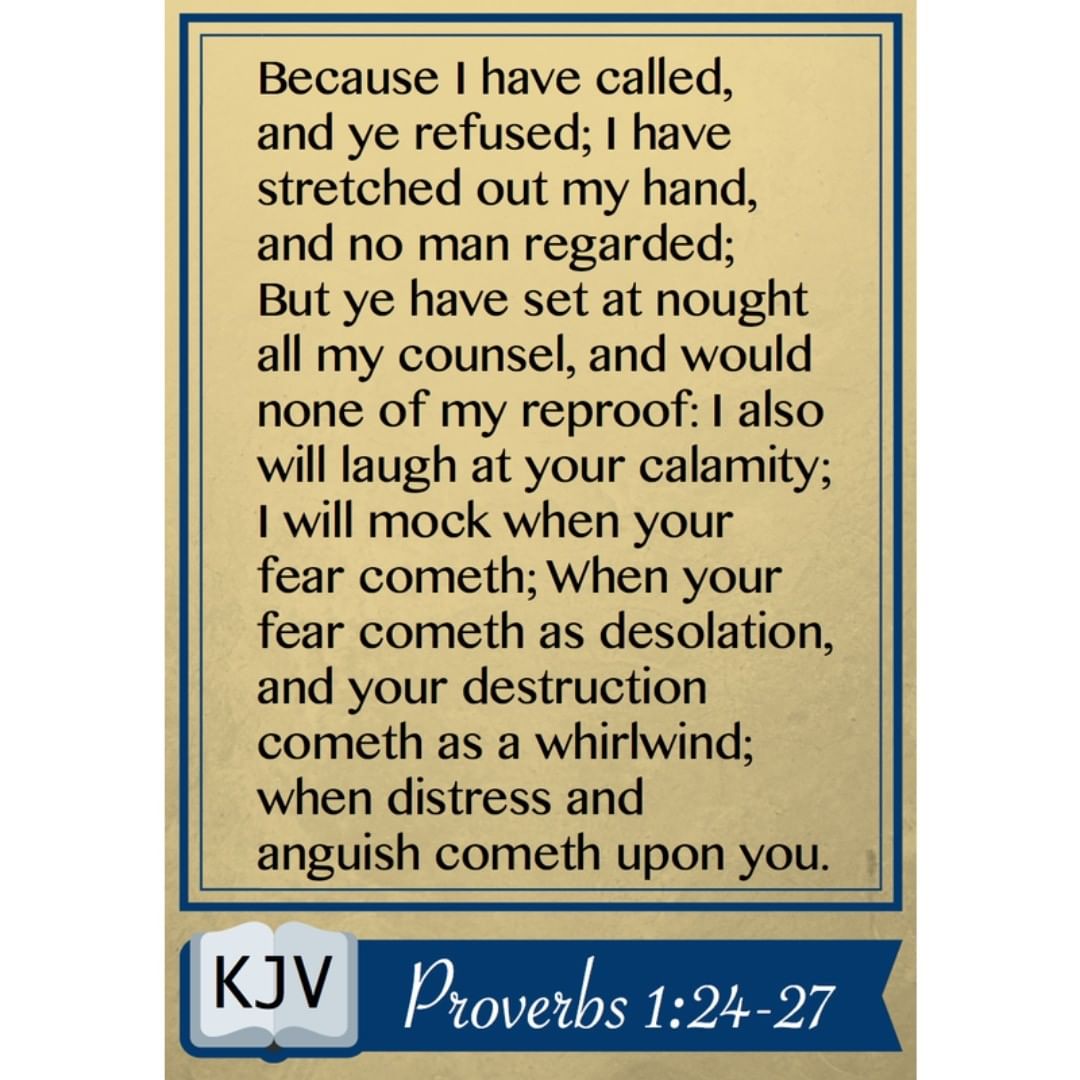 Because I have called,
and ye refused; I have
stretched out my hand,
and no man regarded;
But ye have set at nought
all my counsel, and would
none of my reproof: I also
will laugh at your calamity;
I will mock when your
fear cometh; When your
fear cometh as desolation,
and your destruction
cometh as a whirlwind;
when distress and
anguish cometh upon you.
KJV
Proverbs 1:24-27